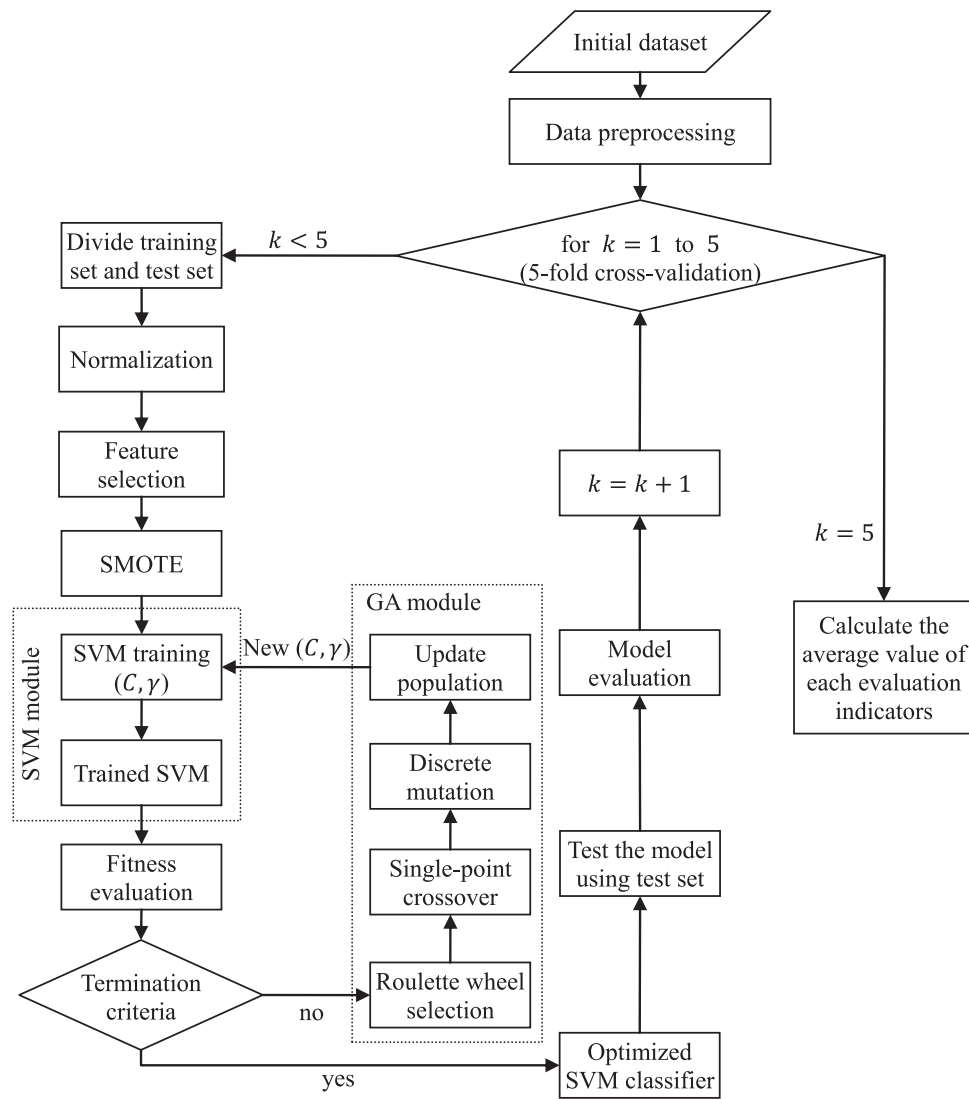 Initial dataset
Data preprocessing
for k = 1 to 5
(5-fold cross-validation)
k < 5
Divide training
set and test set
Normalization
Feature
selection
SMOTE
SVM module
SVM training
(C, γ)
Trained SVM
Fitness
evaluation
Termination
criteria
no
yes
GA module
New (C, γ)
Update
population
Discrete
mutation
Single-point
crossover
Roulette wheel
selection
k = k + 1
Model
evaluation
Test the model
using test set
Optimized
SVM classifier
k = 5
Calculate the
average value of
each evaluation
indicators